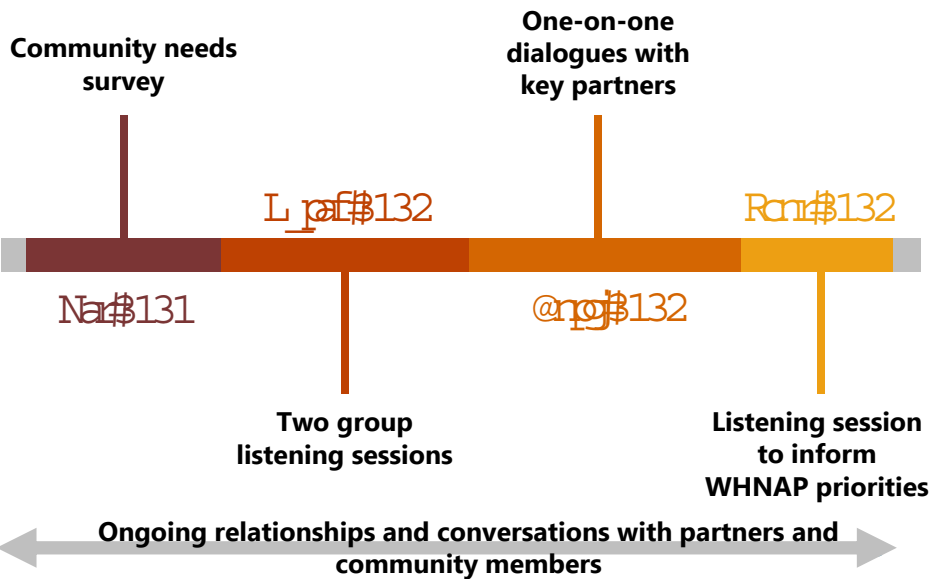 Community needs
survey
One-on-one
dialogues with
key partners
Two group
listening sessions
Listening session
to inform
WHNAP priorities
Ongoing relationships and conversations with partners and
community members